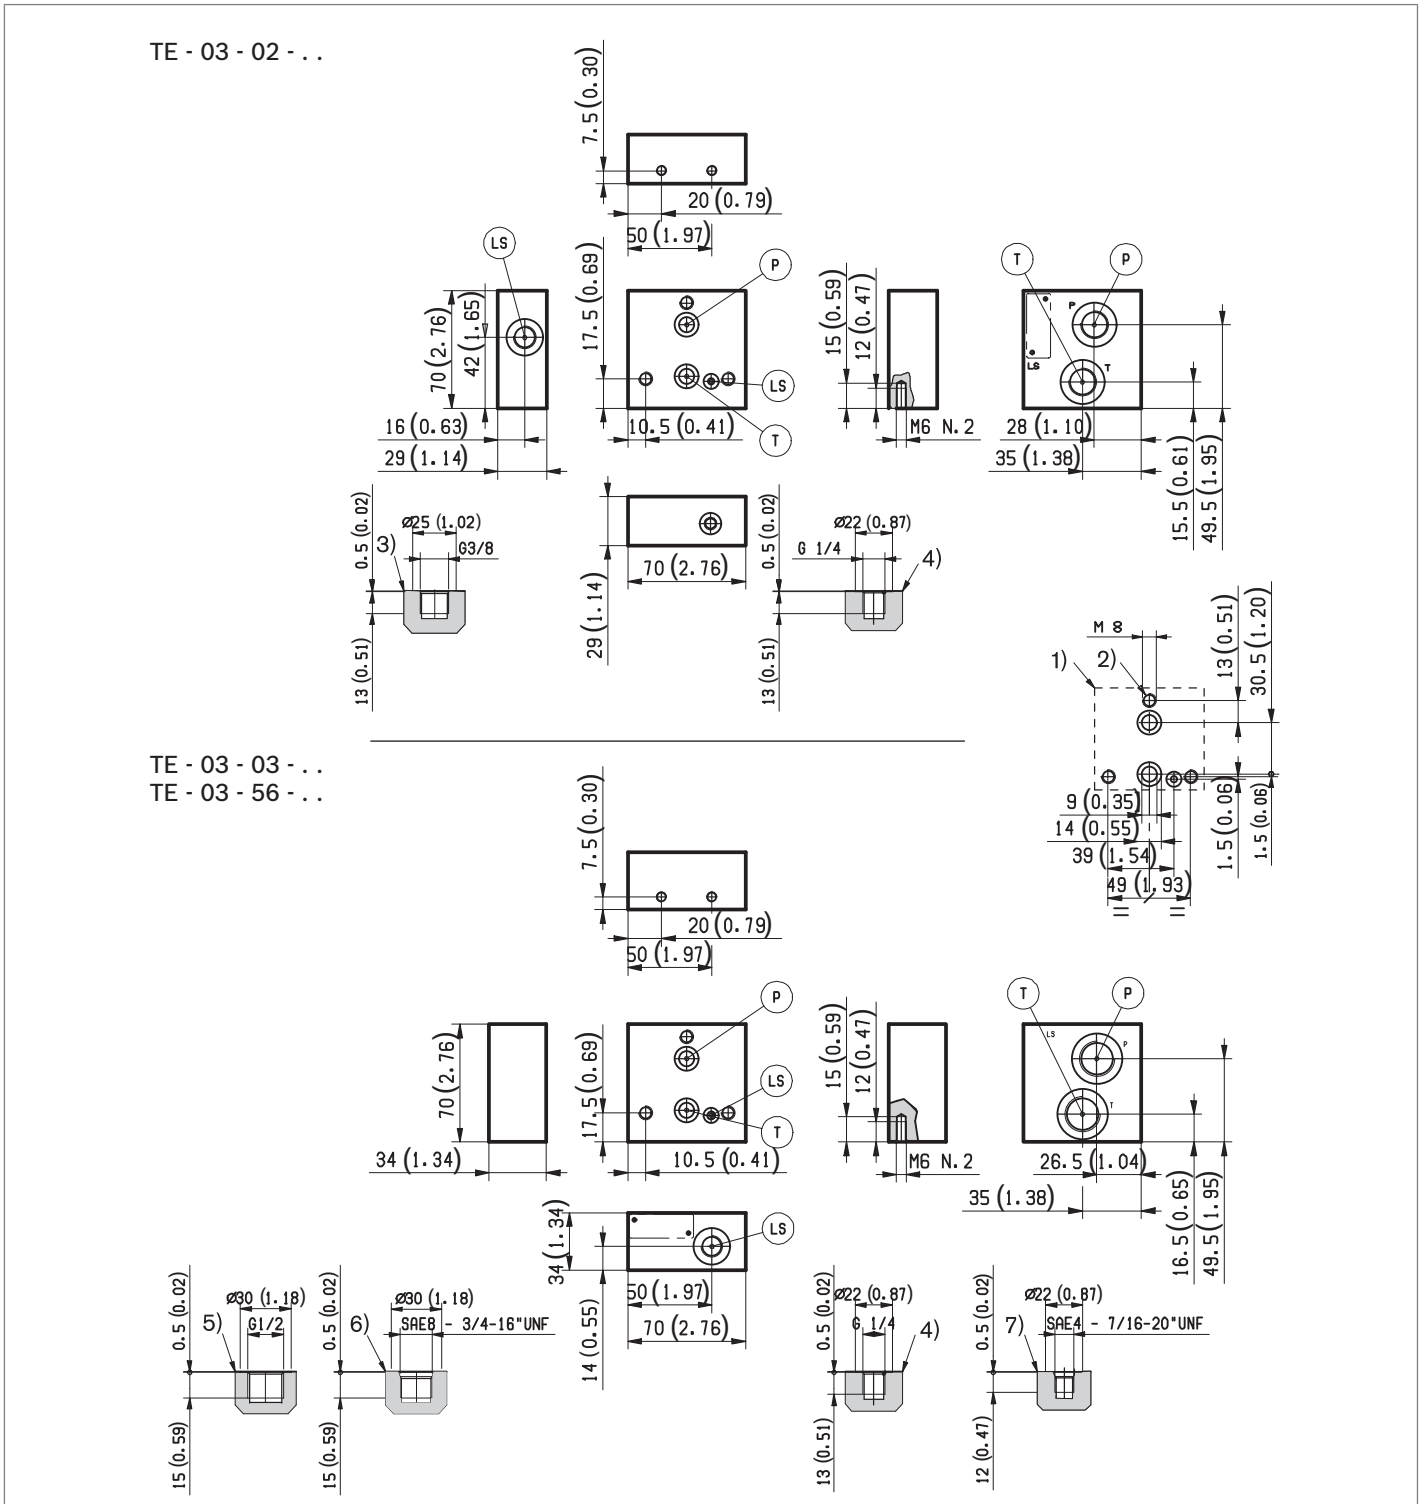 TE - 03 - 02 - . .
7.5 (0.30)
20 (0.79)
50 (1.97)
LS
70 (2.76)
42 (1.65)
16 (0.63)
29 (1.14)
17.5 (0.69)
P
LS
T
10.5 (0.41)
15 (0.59)
12 (0.47)
M6 N.2
T
P
P
LS
T
28 (1.10)
35 (1.38)
15.5 (0.61)
49.5 (1.95)
0.5 (0.02)
Ø25 (1.02)
3)
G3/8
13 (0.51)
29 (1.14)
70 (2.76)
0.5 (0.02)
Ø22 (0.87)
G 1/4
4)
13 (0.51)
M 8
1)
2)
13 (0.51)
30.5 (1.20)
9 (0.35)
14 (0.55)
39 (1.54)
49 (1.93)
= =
1.5 (0.06)
1.5 (0.06)
TE - 03 - 03 - . .
TE - 03 - 56 - . .
7.5 (0.30)
20 (0.79)
50 (1.97)
70 (2.76)
34 (1.34)
17.5 (0.69)
P
LS
T
10.5 (0.41)
15 (0.59)
12 (0.47)
M6 N.2
T
P
LS
P
T
26.5 (1.04)
35 (1.38)
16.5 (0.65)
49.5 (1.95)
34 (1.34)
14 (0.55)
LS
50 (1.97)
70 (2.76)
0.5 (0.02)
Ø30 (1.18)
5)
G1/2
15 (0.59)
0.5 (0.02)
Ø30 (1.18)
6)
SAE8 - 3/4-16"UNF
15 (0.59)
0.5 (0.02)
Ø22 (0.87)
G 1/4
4)
13 (0.51)
0.5 (0.02)
Ø22 (0.87)
7)
SAE4 - 7/16-20"UNF
12 (0.47)